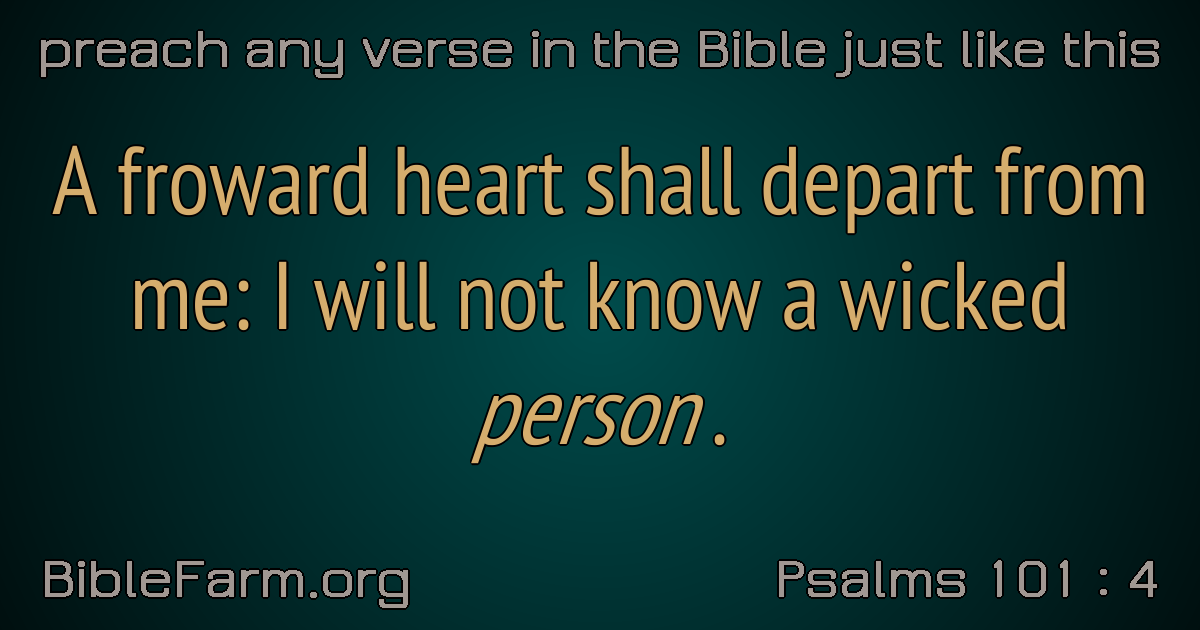 preach any verse in the Bible just like this
A froward heart shall depart from
me: I will not know a wicked
person.
BibleFarm.org
Psalms 101 : 4